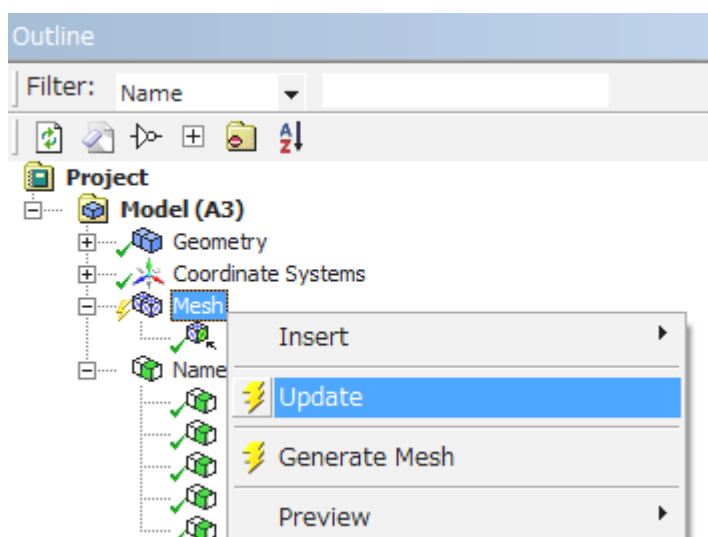 Outline
Filter: Name
Project
Model (A3)
Geometry
Coordinate Systems
Mesh
Insert
Name
Update
Generate Mesh
Preview